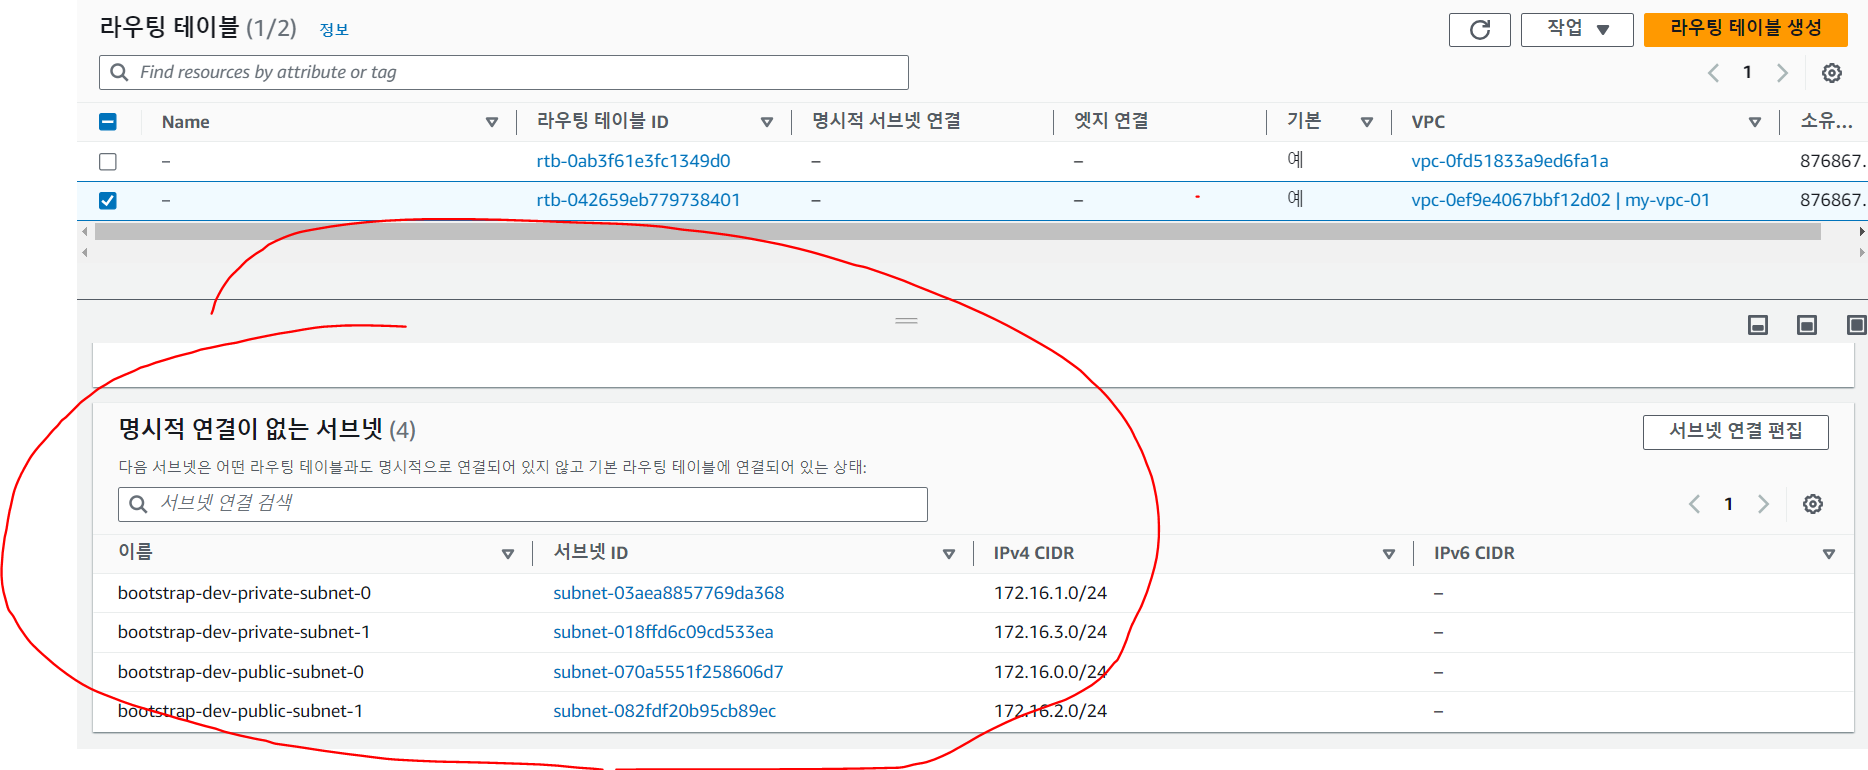 라우팅 테이블 (1/2) 정보 작업 라우팅 테이블 생성
Find resources by attribute or tag 1
Name 라우팅 테이블 ID 명시적 서브넷 연결 엣지 연결 기본 VPC 소유...
– rtb-0ab3f61e3fc1349d0 – – 예 vpc-0fd51833a9ed6fa1a 876867.
– rtb-042659eb779738401 – – 예 vpc-0ef9e4067bbf12d02 | my-vpc-01 876867.
명시적 연결이 없는 서브넷 (4) 서브넷 연결 편집
다음 서브넷은 어떤 라우팅 테이블과도 명시적으로 연결되어 있지 않고 기본 라우팅 테이블에 연결되어 있는 상태:
서브넷 연결 검색 1
이름 서브넷 ID IPv4 CIDR IPv6 CIDR
bootstrap-dev-private-subnet-0 subnet-03aea8857769da368 172.16.1.0/24 –
bootstrap-dev-private-subnet-1 subnet-018ffd6c09cd533ea 172.16.3.0/24 –
bootstrap-dev-public-subnet-0 subnet-070a5551f258606d7 172.16.0.0/24 –
bootstrap-dev-public-subnet-1 subnet-082fdf20b95cb89ec 172.16.2.0/24 –